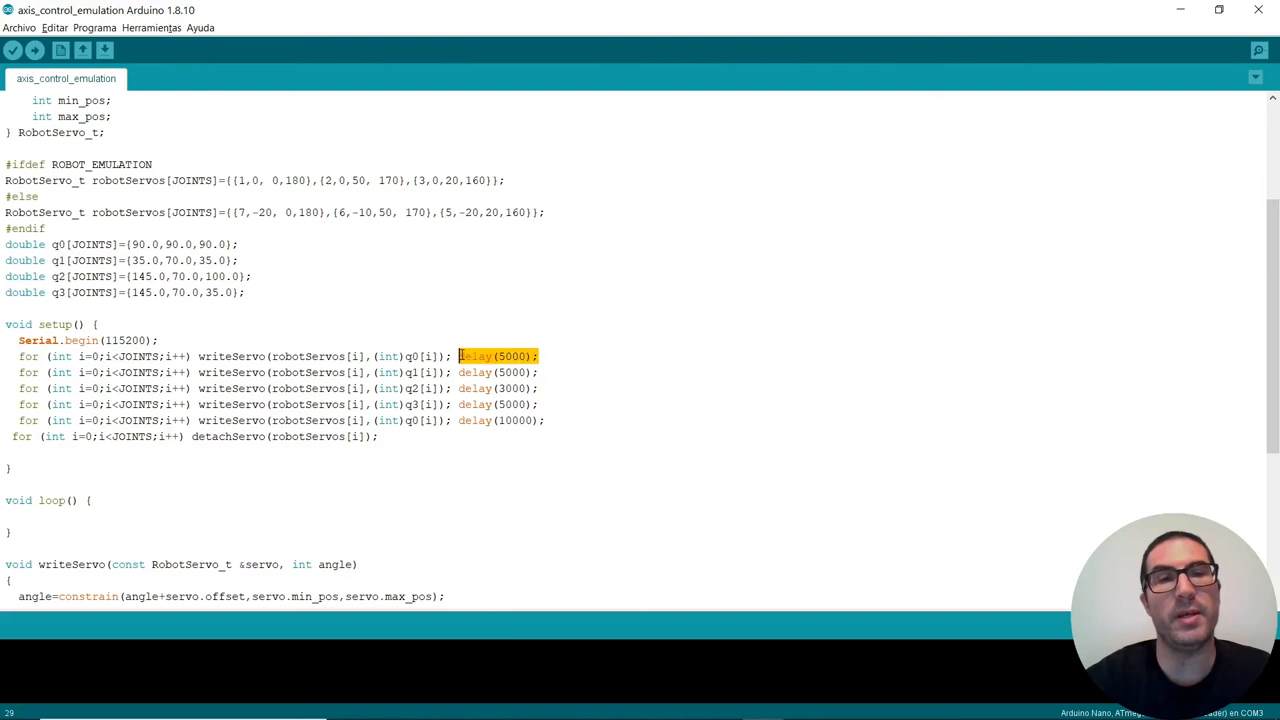 axis_control_emulation Arduino 1.8.10
Archivo Editar Programa Herramientas Ayuda
axis_control_emulation
int min_pos;
int max_pos;
} RobotServo_t;
#ifdef ROBOT_EMULATION
RobotServo_t robotServos[JOINTS]={{1,0, 0,180},{2,0,50, 170},{3,0,20,160}};
#else
RobotServo_t robotServos[JOINTS]={{7,-20, 0,180},{6,-10,50, 170},{5,-20,20,160}};
#endif
double q0[JOINTS]={90.0,90.0,90.0};
double q1[JOINTS]={35.0,70.0,35.0};
double q2[JOINTS]={145.0,70.0,100.0};
double q3[JOINTS]={145.0,70.0,35.0};
void setup() {
Serial.begin(115200);
for (int i=0;i<JOINTS;i++) writeServo(robotServos[i],(int)q0[i]); delay(5000);
for (int i=0;i<JOINTS;i++) writeServo(robotServos[i],(int)q1[i]); delay(5000);
for (int i=0;i<JOINTS;i++) writeServo(robotServos[i],(int)q2[i]); delay(3000);
for (int i=0;i<JOINTS;i++) writeServo(robotServos[i],(int)q3[i]); delay(5000);
for (int i=0;i<JOINTS;i++) writeServo(robotServos[i],(int)q0[i]); delay(10000);
for (int i=0;i<JOINTS;i++) detachServo(robotServos[i]);
}
void loop() {
}
void writeServo(const RobotServo_t &servo, int angle)
{
angle=constrain(angle+servo.offset,servo.min_pos,servo.max_pos);
29
Arduino Nano, en COM3